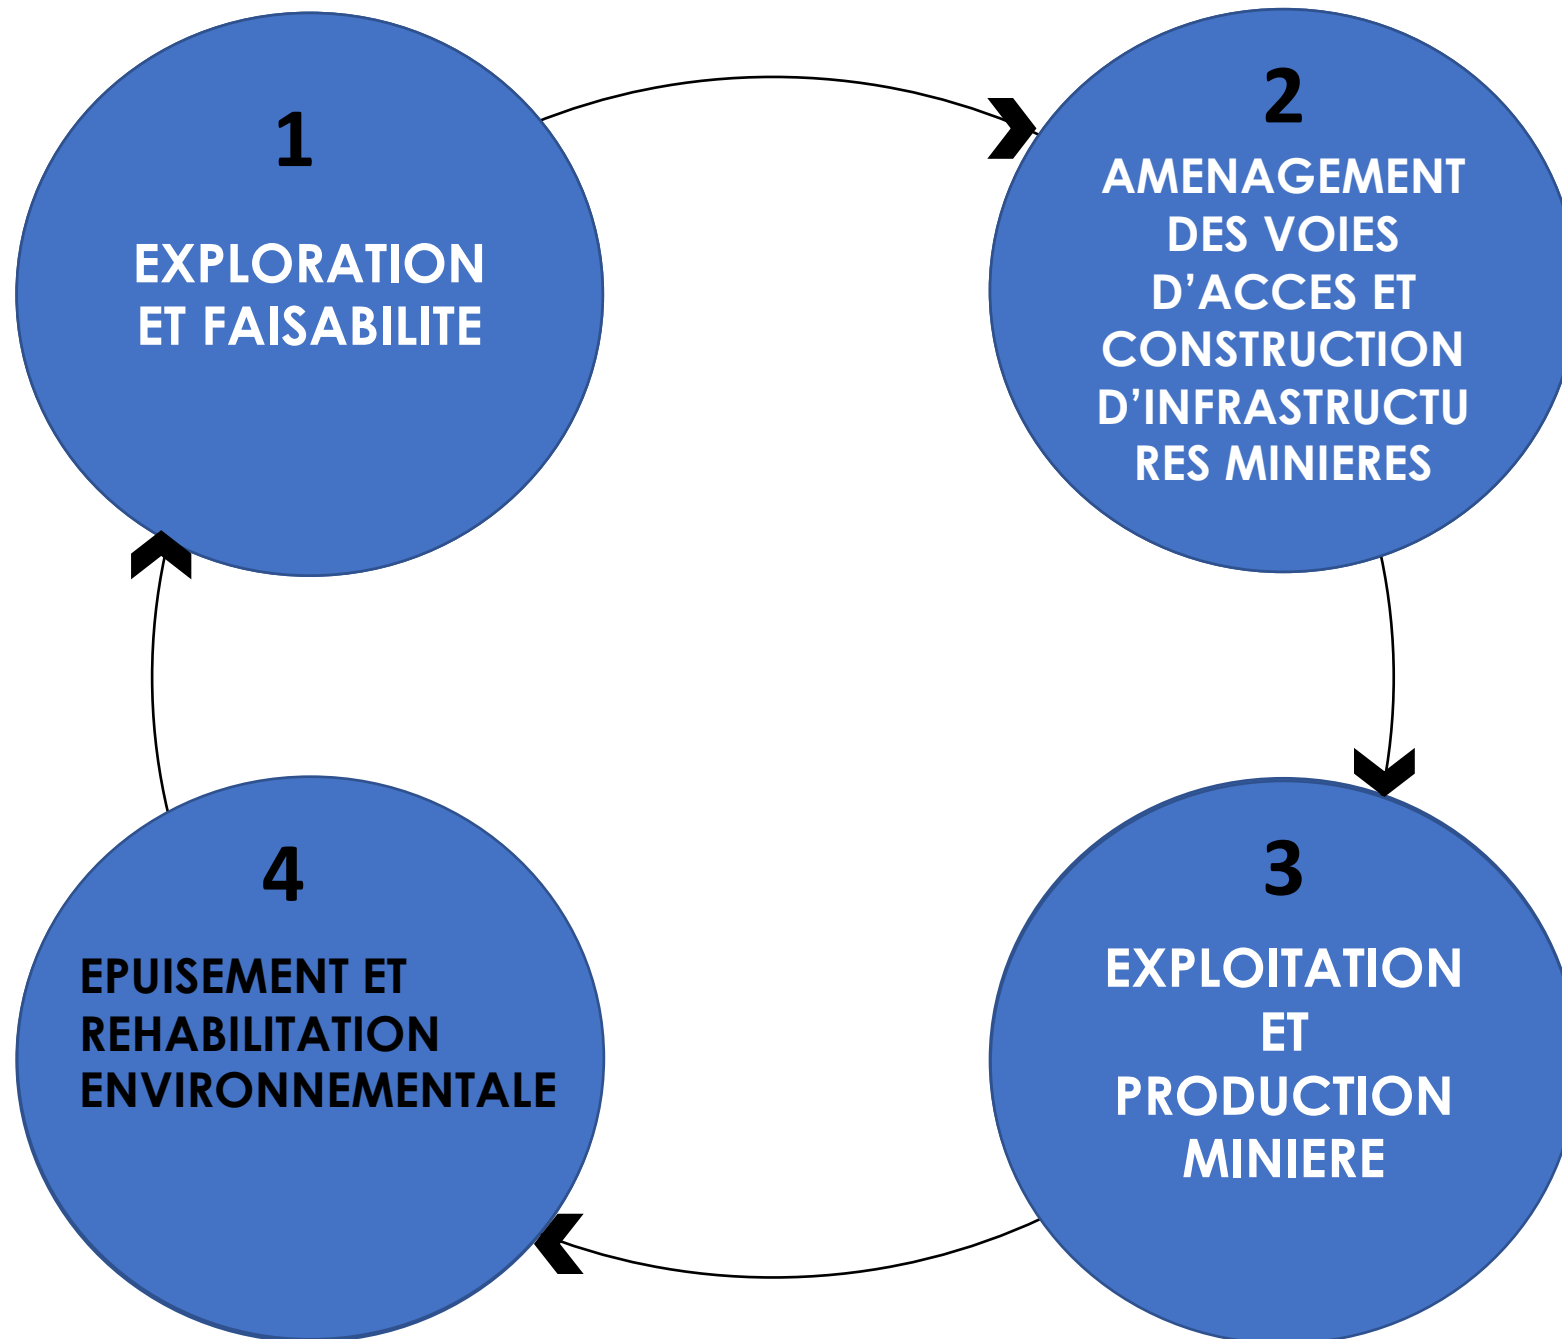 1
EXPLORATION
ET FAISABILITE
2
AMENAGEMENT
DES VOIES
D’ACCES ET
CONSTRUCTION
D’INFRASTRUCTU
RES MINIERES
3
EXPLOITATION
ET
PRODUCTION
MINIERE
4
EPUISEMENT ET
REHABILITATION
ENVIRONNEMENTALE